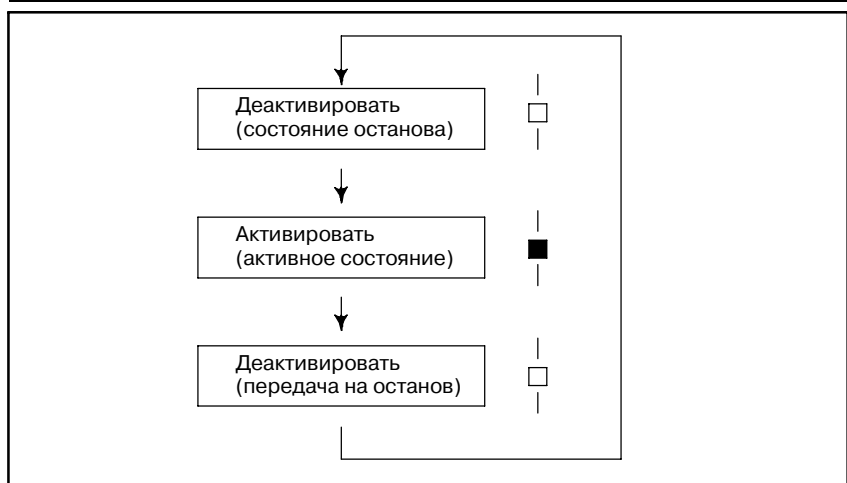 Деактивировать
(состояние останова)
Активировать
(активное состояние)
Деактивировать
(передача на останов)